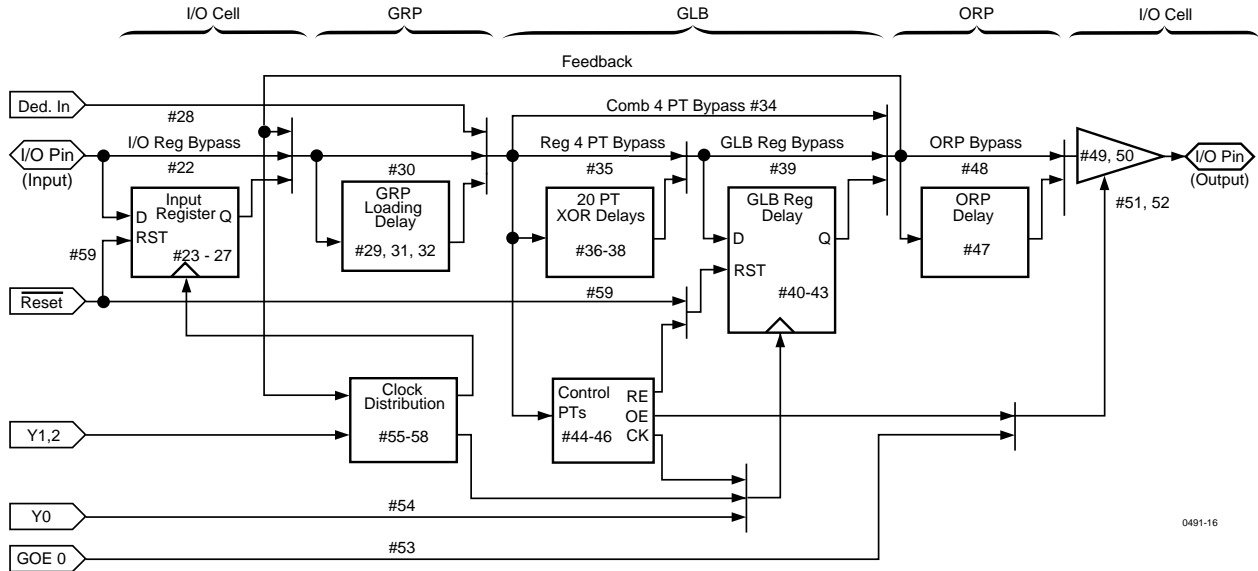 I/O Cell
GRP
GLB
ORP
I/O Cell
Feedback
Ded. In
#28
Comb 4 PT Bypass #34
I/O Pin
(Input)
I/O Reg Bypass
#22
#30
Reg 4 PT Bypass
#35
GLB Reg Bypass
#39
ORP Bypass
#48
#49, 50
I/O Pin
(Output)
#51, 52
Input
Register
D
Q
RST
#23 - 27
#59
GRP
Loading
Delay
#29, 31, 32
20 PT
XOR Delays
#36-38
GLB Reg
Delay
D
Q
RST
#40-43
ORP
Delay
#47
Reset
#59
Clock
Distribution
#55-58
Control
PTs
#44-46
RE
OE
CK
Y1,2
Y0
#54
GOE 0
#53
0491-16